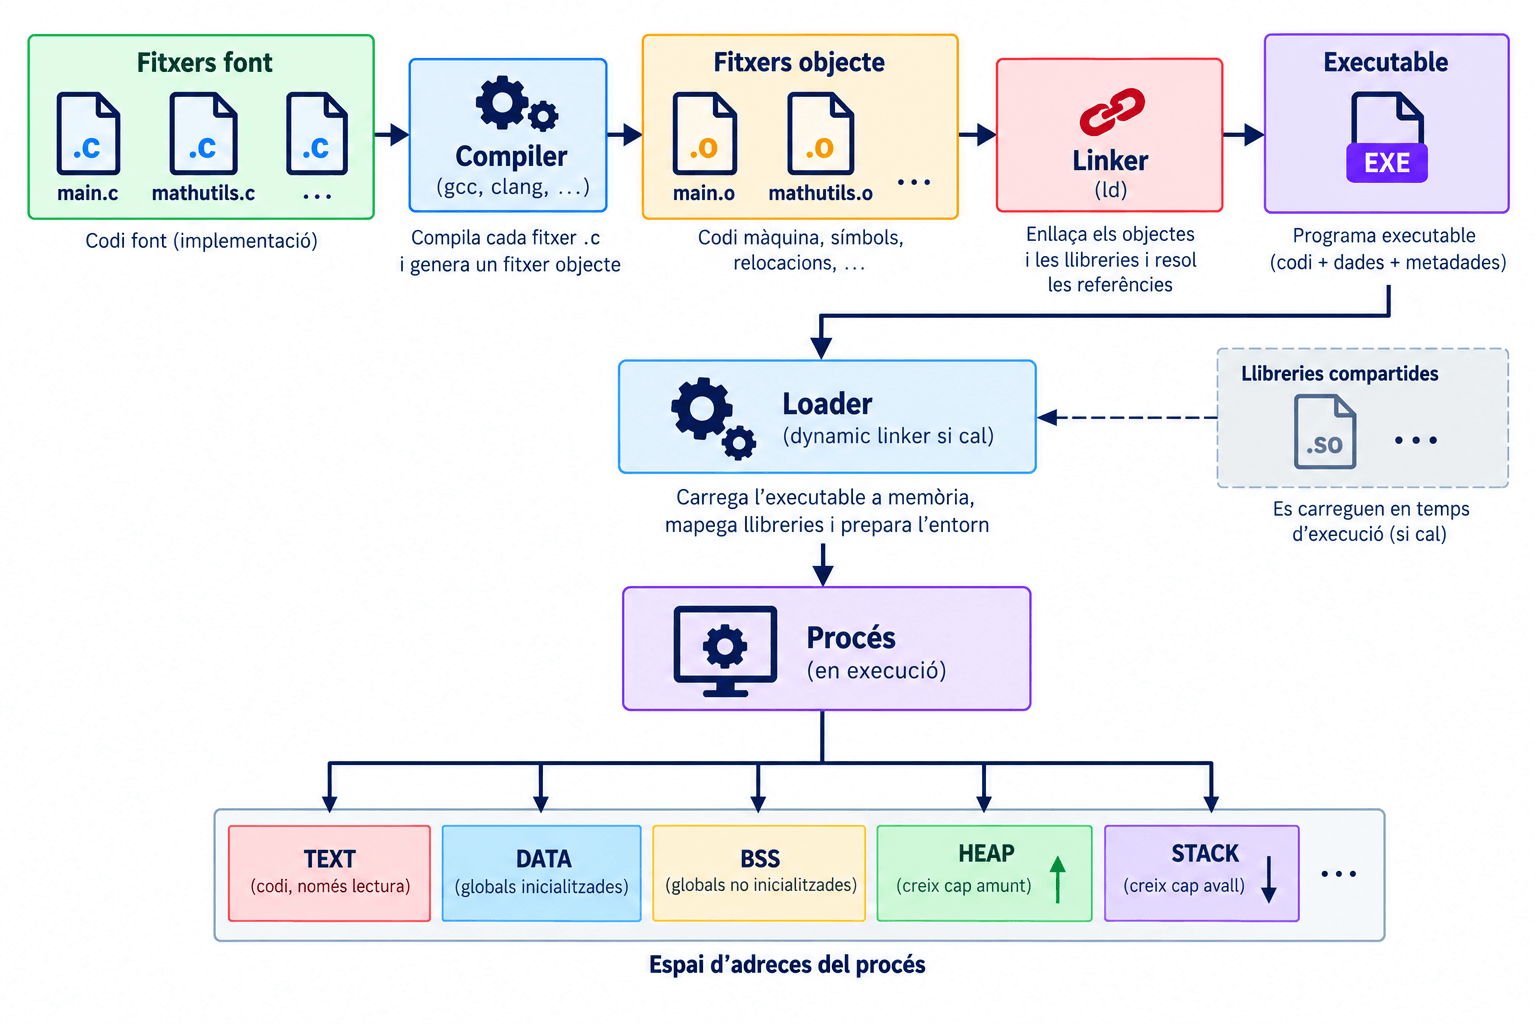 Fitxers font
.c
.c
.c
main.c
mathutils.c
...
Codi font (implementació)
Compiler
(gcc, clang, ...)
Compila cada fitxer .c
i genera un fitxer objecte
Fitxers objecte
.o
.o
main.o
mathutils.o
...
Codi màquina, símbols,
relocacions, ...
Linker
(ld)
Enllaça els objectes
i les llibreries i resol
les referències
Executable
EXE
Programa executable
(codi + dades + metadades)
Loader
(dynamic linker si cal)
Carrega l'executable a memòria,
mapega llibreries i prepara l'entorn
Llibreries compartides
.so
...
Es carreguen en temps
d'execució (si cal)
Procés
(en execució)
TEXT
(codi, només lectura)
DATA
(globals inicialitzades)
BSS
(globals no inicialitzades)
HEAP
(creix cap amunt)
STACK
(creix cap avall)
...
Espai d'adreces del procés